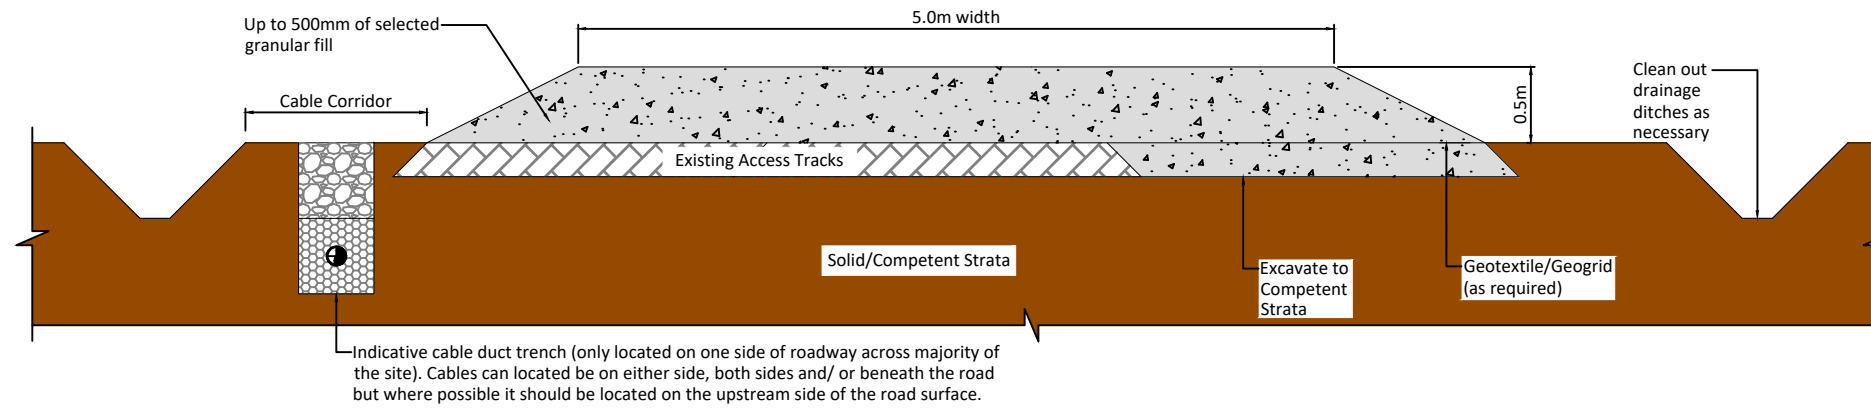 Up to 500mm of selected
granular fill
5.0m width
Cable Corridor
0.5m
Clean out
drainage
ditches as
necessary
Existing Access Tracks
Solid/Competent Strata
Excavate to
Competent
Strata
Geotextile/Geogrid
(as required)
Indicative cable duct trench (only located on one side of roadway across majority of
the site). Cables can located be on either side, both sides and/ or beneath the road
but where possible it should be located on the upstream side of the road surface.